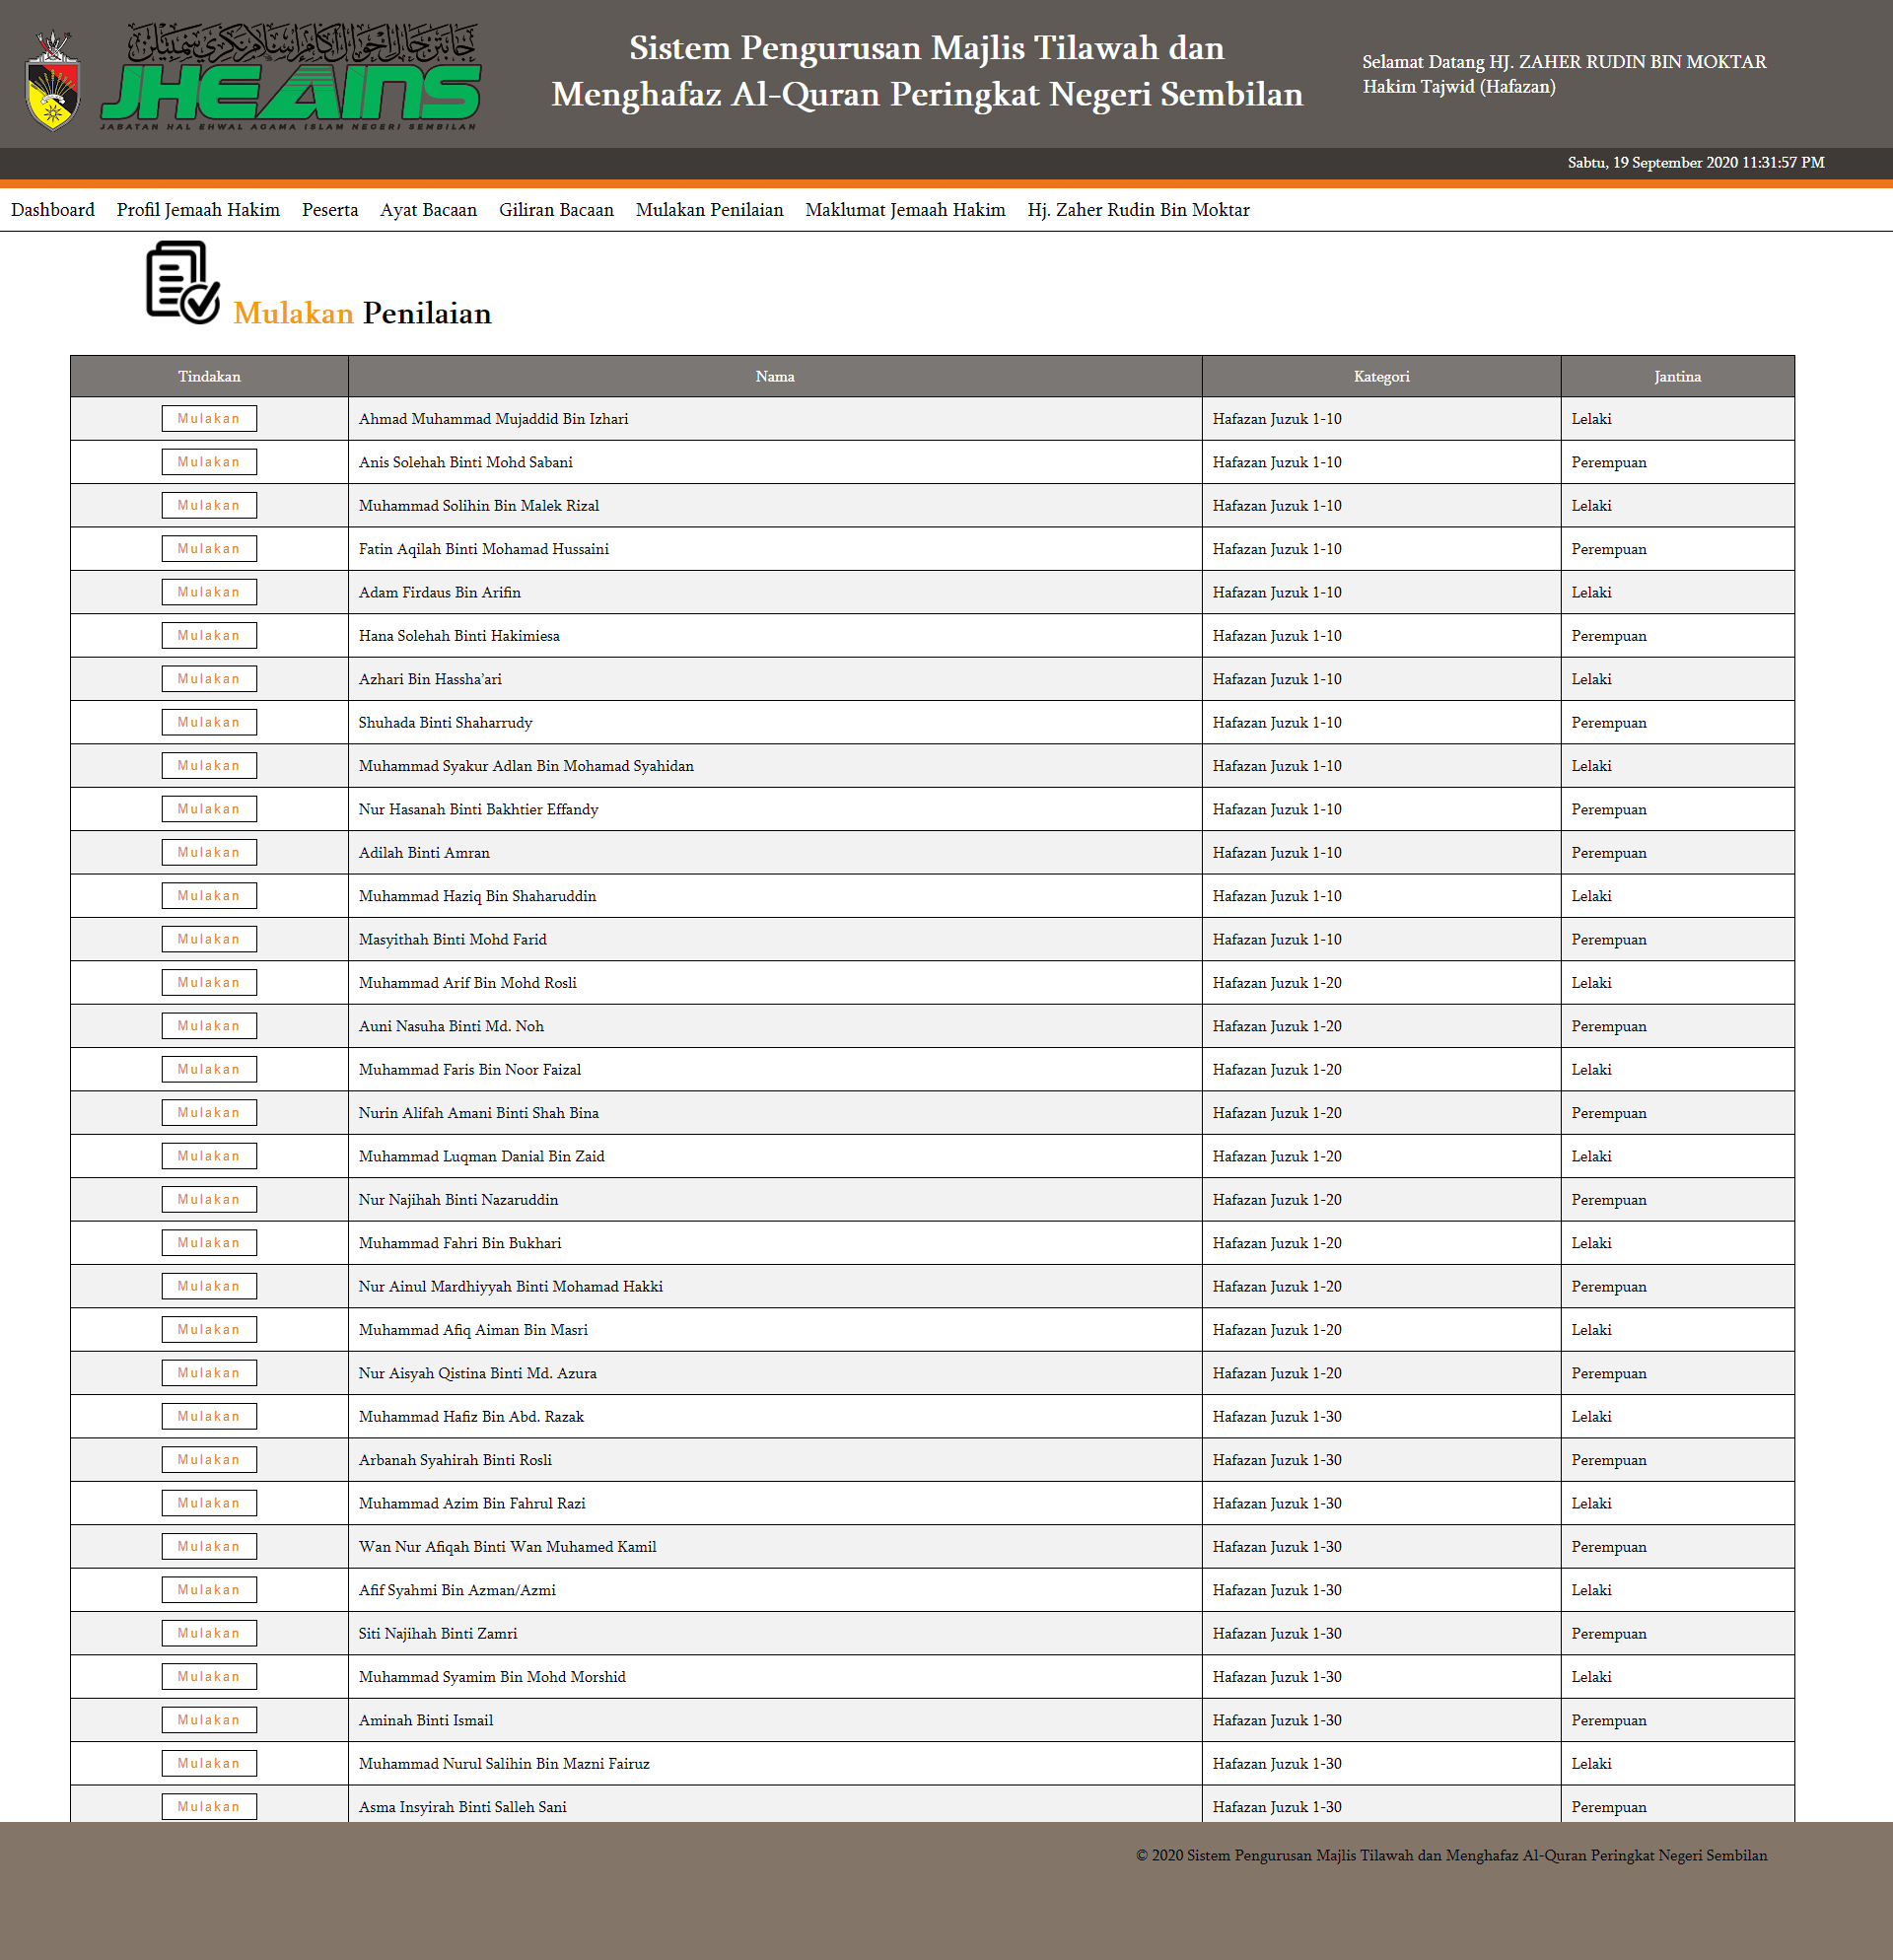 جابتن حال احوال اݢام اسلام نݢري سمبيلن
JHEAINS
JABATAN HAL EHWAL AGAMA ISLAM NEGERI SEMBILAN
Sistem Pengurusan Majlis Tilawah dan
Menghafaz Al-Quran Peringkat Negeri Sembilan
Selamat Datang HJ. ZAHER RUDIN BIN MOKTAR
Hakim Tajwid (Hafazan)
Sabtu, 19 September 2020 11:31:57 PM
Dashboard Profil Jemaah Hakim Peserta Ayat Bacaan Giliran Bacaan Mulakan Penilaian Maklumat Jemaah Hakim Hj. Zaher Rudin Bin Moktar
Mulakan Penilaian
Tindakan Nama Kategori Jantina
Mulakan Ahmad Muhammad Mujaddid Bin Izhari Hafazan Juzuk 1-10 Lelaki
Mulakan Anis Solehah Binti Mohd Sabani Hafazan Juzuk 1-10 Perempuan
Mulakan Muhammad Solihin Bin Malek Rizal Hafazan Juzuk 1-10 Lelaki
Mulakan Fatin Aqilah Binti Mohamad Hussaini Hafazan Juzuk 1-10 Perempuan
Mulakan Adam Firdaus Bin Arifin Hafazan Juzuk 1-10 Lelaki
Mulakan Hana Solehah Binti Hakimiesa Hafazan Juzuk 1-10 Perempuan
Mulakan Azhari Bin Hassha’ari Hafazan Juzuk 1-10 Lelaki
Mulakan Shuhada Binti Shaharrudy Hafazan Juzuk 1-10 Perempuan
Mulakan Muhammad Syakur Adlan Bin Mohamad Syahidan Hafazan Juzuk 1-10 Lelaki
Mulakan Nur Hasanah Binti Bakhtier Effandy Hafazan Juzuk 1-10 Perempuan
Mulakan Adilah Binti Amran Hafazan Juzuk 1-10 Perempuan
Mulakan Muhammad Haziq Bin Shaharuddin Hafazan Juzuk 1-10 Lelaki
Mulakan Masyithah Binti Mohd Farid Hafazan Juzuk 1-10 Perempuan
Mulakan Muhammad Arif Bin Mohd Rosli Hafazan Juzuk 1-20 Lelaki
Mulakan Auni Nasuha Binti Md. Noh Hafazan Juzuk 1-20 Perempuan
Mulakan Muhammad Faris Bin Noor Faizal Hafazan Juzuk 1-20 Lelaki
Mulakan Nurin Alifah Amani Binti Shah Bina Hafazan Juzuk 1-20 Perempuan
Mulakan Muhammad Luqman Danial Bin Zaid Hafazan Juzuk 1-20 Lelaki
Mulakan Nur Najihah Binti Nazaruddin Hafazan Juzuk 1-20 Perempuan
Mulakan Muhammad Fahri Bin Bukhari Hafazan Juzuk 1-20 Lelaki
Mulakan Nur Ainul Mardhiyyah Binti Mohamad Hakki Hafazan Juzuk 1-20 Perempuan
Mulakan Muhammad Afiq Aiman Bin Masri Hafazan Juzuk 1-20 Lelaki
Mulakan Nur Aisyah Qistina Binti Md. Azura Hafazan Juzuk 1-20 Perempuan
Mulakan Muhammad Hafiz Bin Abd. Razak Hafazan Juzuk 1-30 Lelaki
Mulakan Arbanah Syahirah Binti Rosli Hafazan Juzuk 1-30 Perempuan
Mulakan Muhammad Azim Bin Fahrul Razi Hafazan Juzuk 1-30 Lelaki
Mulakan Wan Nur Afiqah Binti Wan Muhamed Kamil Hafazan Juzuk 1-30 Perempuan
Mulakan Afif Syahmi Bin Azman/Azmi Hafazan Juzuk 1-30 Lelaki
Mulakan Siti Najihah Binti Zamri Hafazan Juzuk 1-30 Perempuan
Mulakan Muhammad Syamim Bin Mohd Morshid Hafazan Juzuk 1-30 Lelaki
Mulakan Aminah Binti Ismail Hafazan Juzuk 1-30 Perempuan
Mulakan Muhammad Nurul Salihin Bin Mazni Fairuz Hafazan Juzuk 1-30 Lelaki
Mulakan Asma Insyirah Binti Salleh Sani Hafazan Juzuk 1-30 Perempuan
© 2020 Sistem Pengurusan Majlis Tilawah dan Menghafaz Al-Quran Peringkat Negeri Sembilan